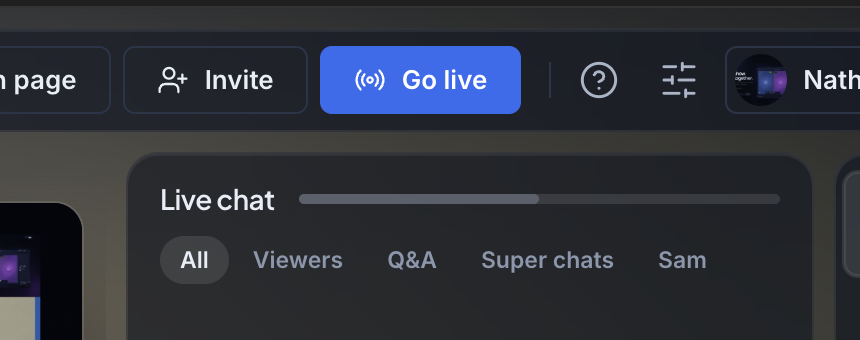 page
Invite
Go live
Live chat
All
Viewers
Q&A
Super chats
Sam